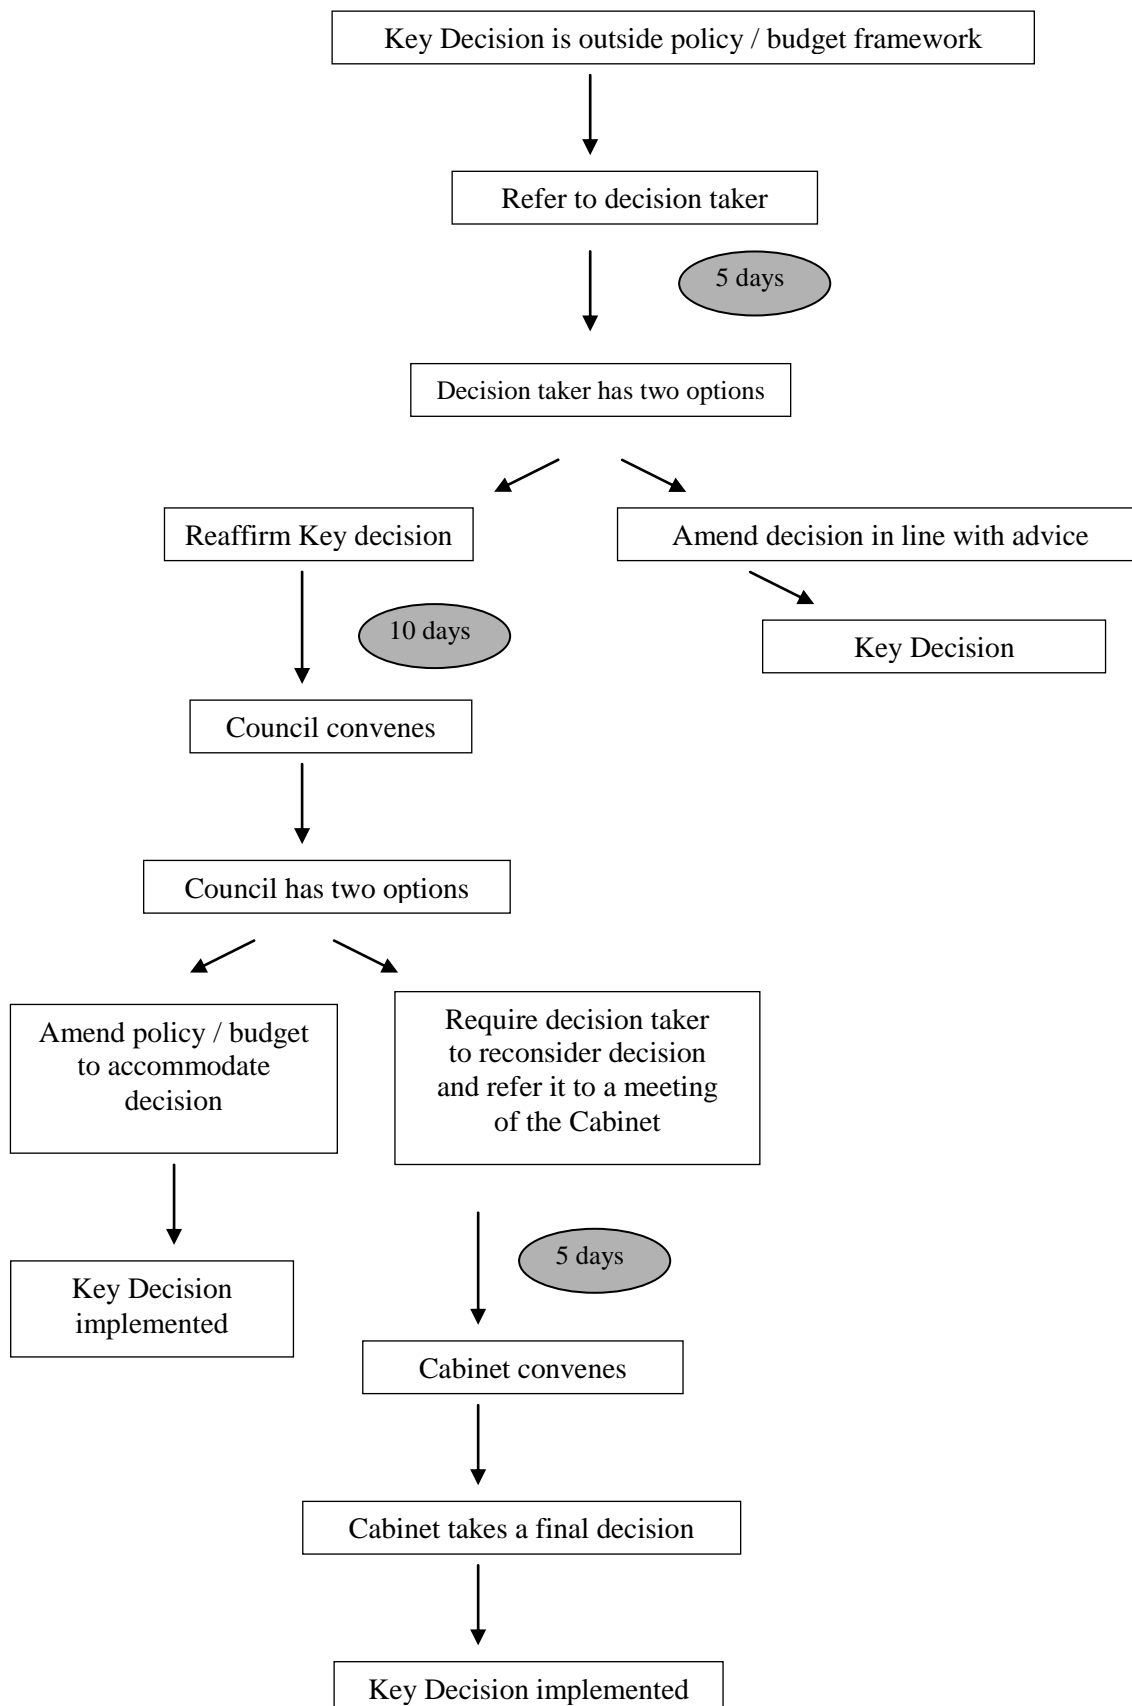 Key Decision is outside policy / budget framework
Refer to decision taker
5 days
Decision taker has two options
Reaffirm Key decision
Amend decision in line with advice
10 days
Key Decision
Council convenes
Council has two options
Amend policy / budget
to accommodate
decision
Require decision taker
to reconsider decision
and refer it to a meeting
of the Cabinet
5 days
Key Decision
implemented
Cabinet convenes
Cabinet takes a final decision
Key Decision implemented